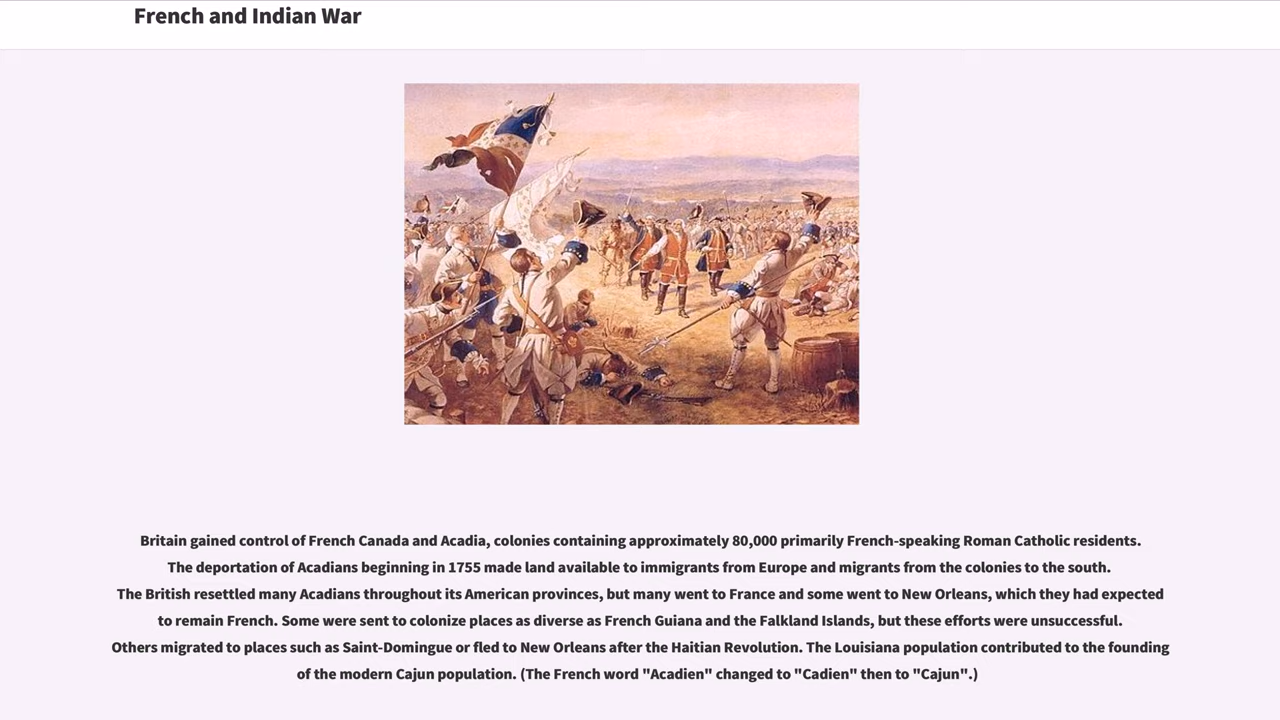 French and Indian War
Britain gained control of French Canada and Acadia, colonies containing approximately 80,000 primarily French-speaking Roman Catholic residents.
The deportation of Acadians beginning in 1755 made land available to immigrants from Europe and migrants from the colonies to the south.
The British resettled many Acadians throughout its American provinces, but many went to France and some went to New Orleans, which they had expected
to remain French. Some were sent to colonize places as diverse as French Guiana and the Falkland Islands, but these efforts were unsuccessful.
Others migrated to places such as Saint-Domingue or fled to New Orleans after the Haitian Revolution. The Louisiana population contributed to the founding
of the modern Cajun population. (The French word "Acadien" changed to "Cadien" then to "Cajun".)